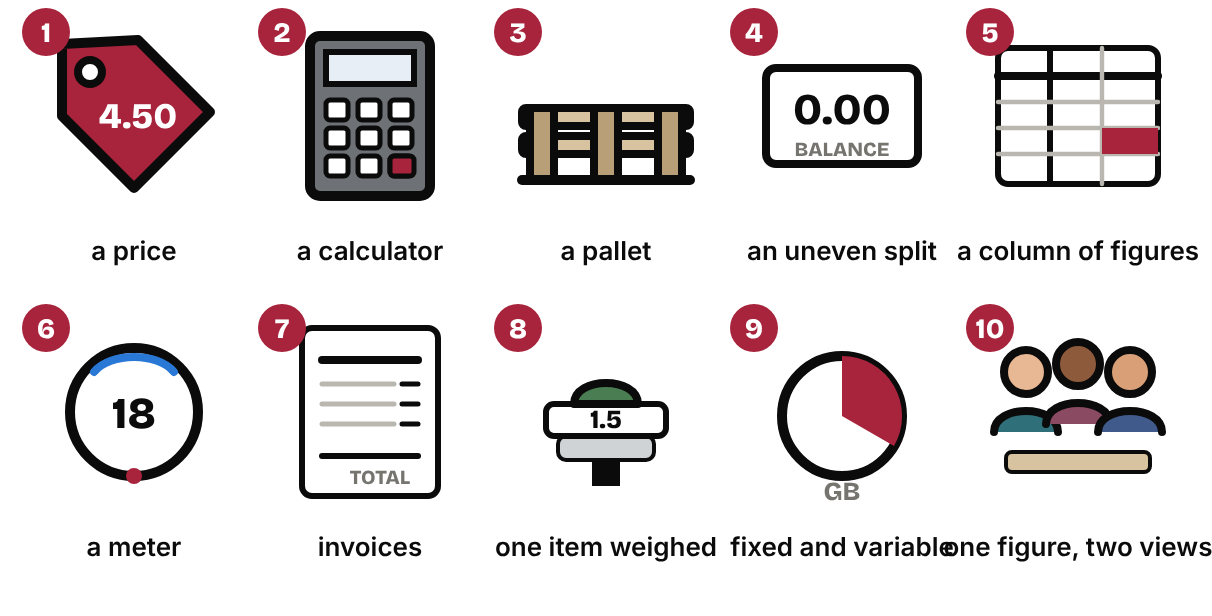 1
4.50
a price
2
a calculator
3
a pallet
4
0.00
BALANCE
an uneven split
5
a column of figures
6
18
a meter
7
TOTAL
invoices
8
1.5
one item weighed
9
GB
fixed and variable
10
one figure, two views